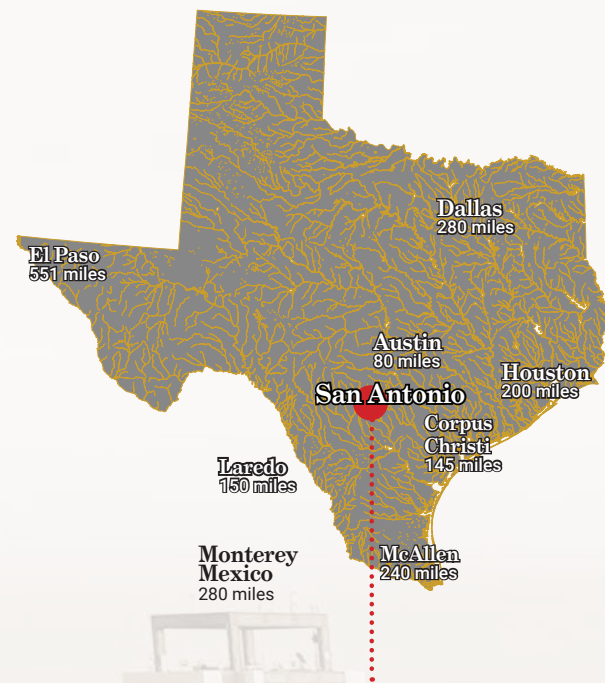 Dallas
280 miles
El Paso
551 miles
Austin
80 miles
Houston
200 miles
San Antonio
Corpus
Christi
145 miles
Laredo
150 miles
Monterey
Mexico
280 miles
McAllen
240 miles